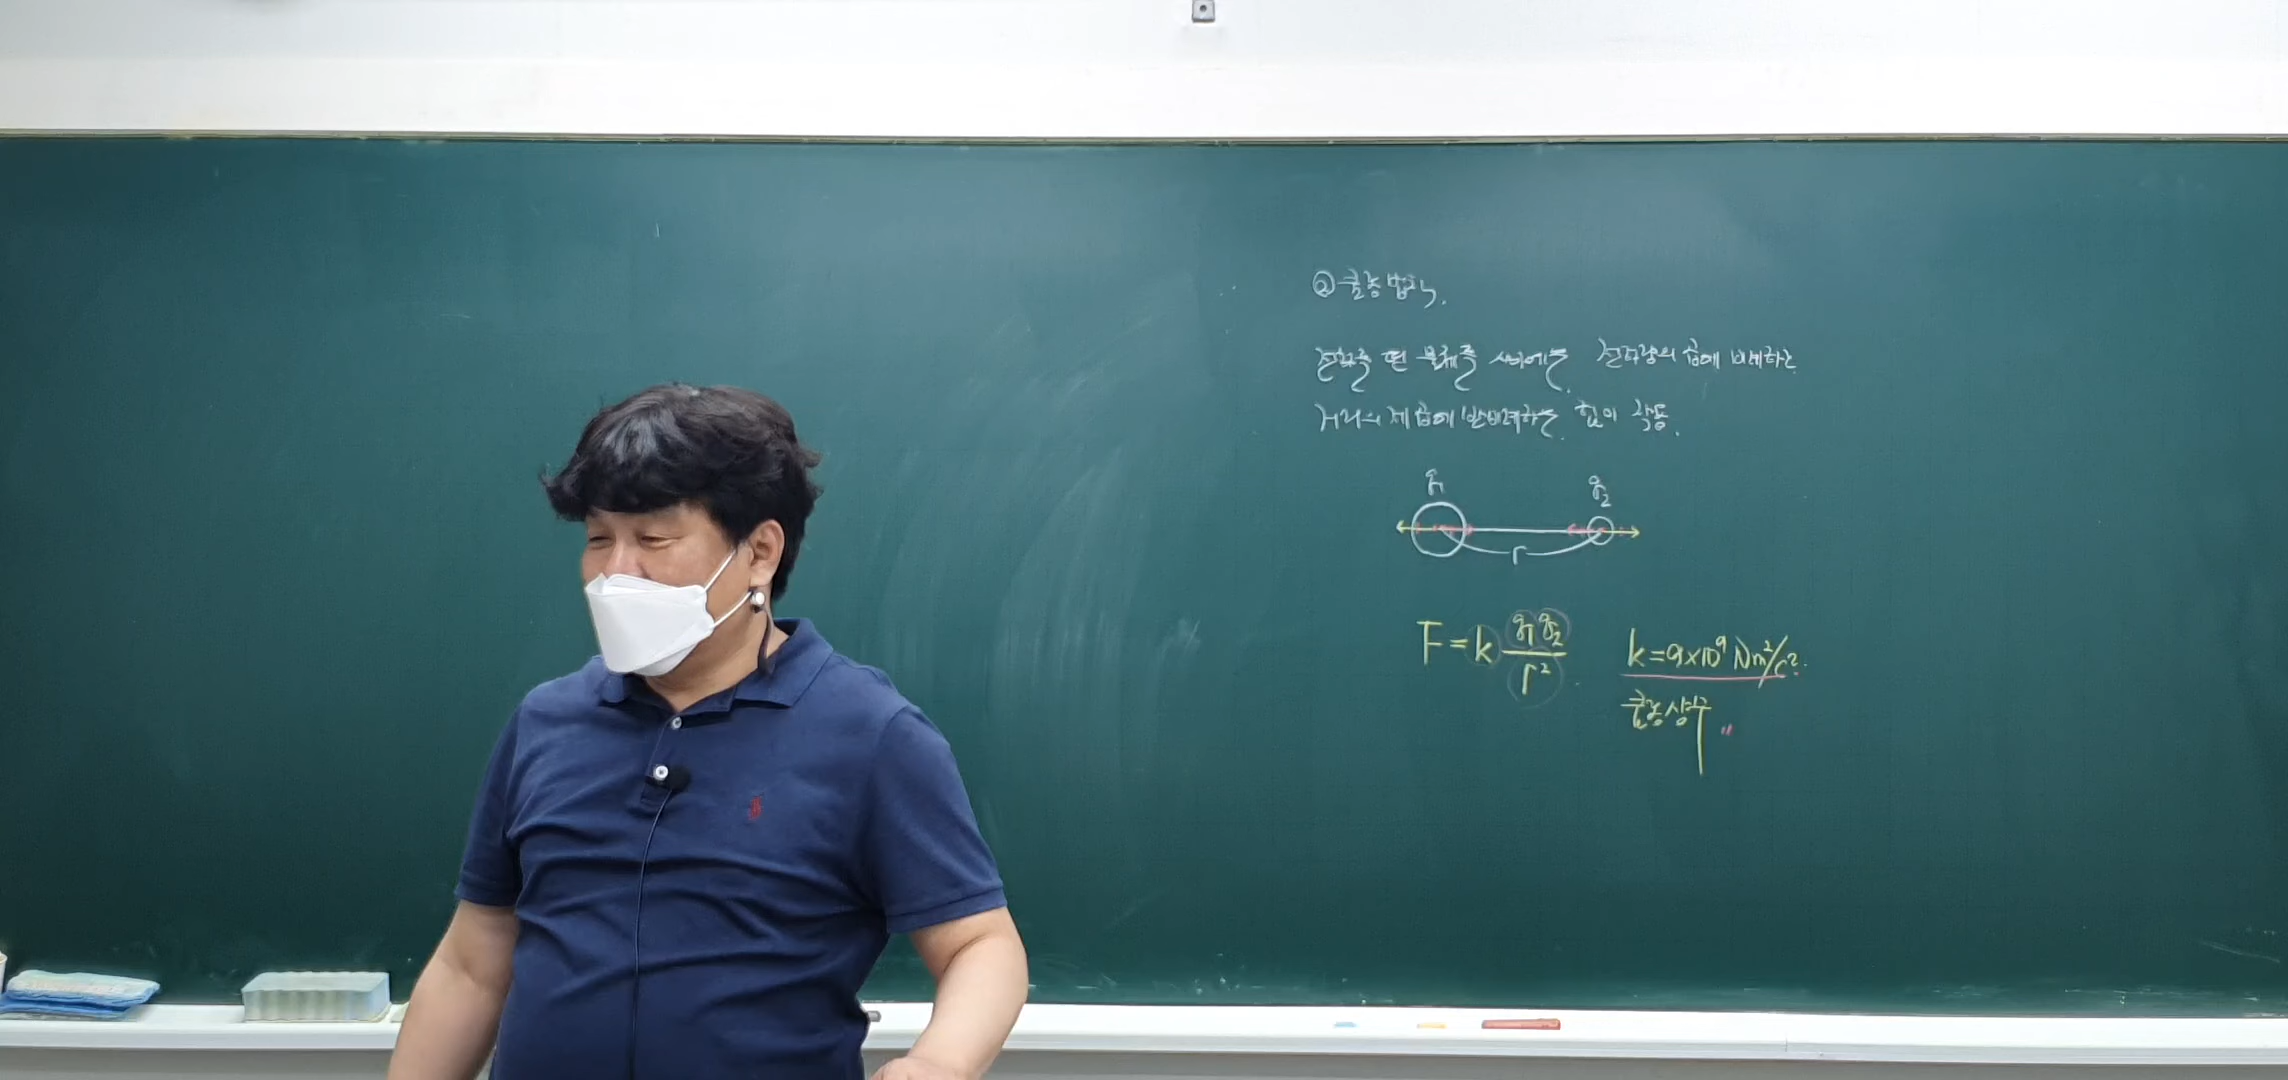 ② 쿨롱 법칙.
전하를 띤 물체들 사이에는 전하량의 곱에 비례하는
거리의 제곱에 반비례하는 힘이 작동.
q₁ q₂
r
F = k q₁q₂/r² k = 9×10⁹ Nm²/C².
쿨롱상수